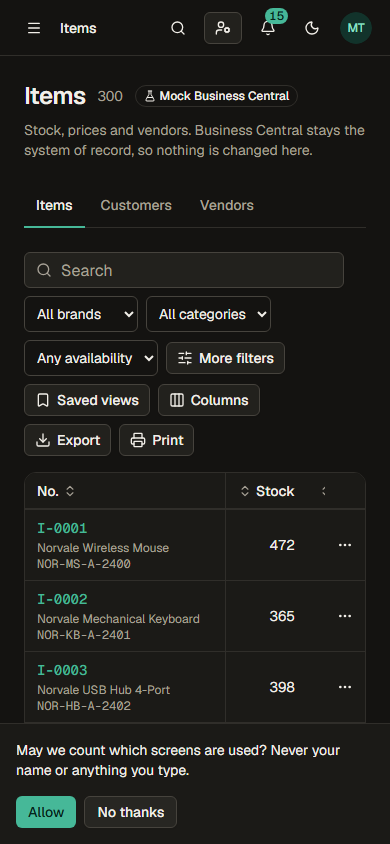 Items
15
MT
Items 300 Mock Business Central
Stock, prices and vendors. Business Central stays the
system of record, so nothing is changed here.
Items Customers Vendors
Search
All brands All categories
Any availability More filters
Saved views Columns
Export Print
No. Stock
I-0001
Norvale Wireless Mouse
NOR-MS-A-2400
472
I-0002
Norvale Mechanical Keyboard
NOR-KB-A-2401
365
I-0003
Norvale USB Hub 4-Port
NOR-HB-A-2402
398
May we count which screens are used? Never your
name or anything you type.
Allow No thanks